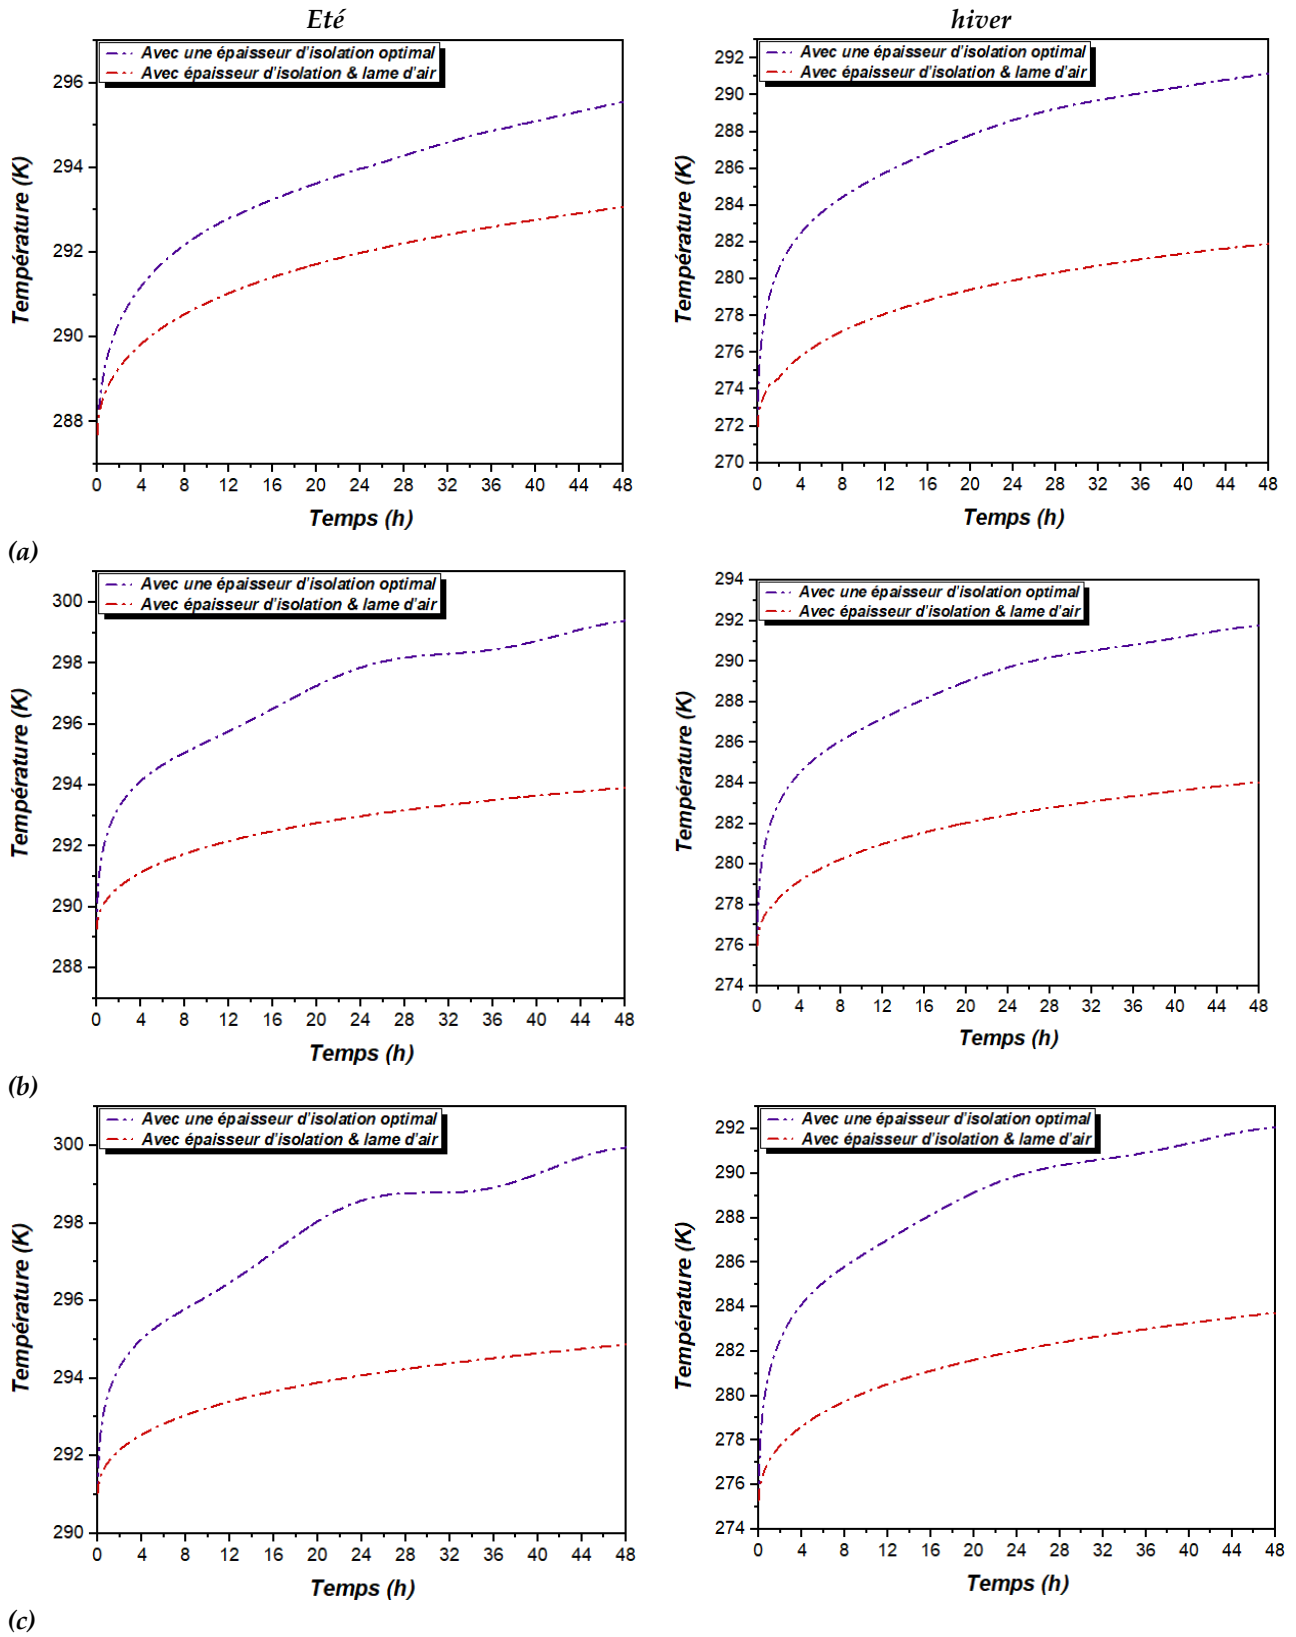 Eté
hiver
Avec une épaisseur d'isolation optimal
Avec épaisseur d'isolation & lame d'air
Température (K)
296
294
292
290
288
0 4 8 12 16 20 24 28 32 36 40 44 48
Temps (h)
Avec une épaisseur d'isolation optimal
Avec épaisseur d'isolation & lame d'air
Température (K)
292
290
288
286
284
282
280
278
276
274
272
270
0 4 8 12 16 20 24 28 32 36 40 44 48
Temps (h)
(a)
Avec une épaisseur d'isolation optimal
Avec épaisseur d'isolation & lame d'air
Température (K)
300
298
296
294
292
290
288
0 4 8 12 16 20 24 28 32 36 40 44 48
Temps (h)
Avec une épaisseur d'isolation optimal
Avec épaisseur d'isolation & lame d'air
Température (K)
294
292
290
288
286
284
282
280
278
276
274
0 4 8 12 16 20 24 28 32 36 40 44 48
Temps (h)
(b)
Avec une épaisseur d'isolation optimal
Avec épaisseur d'isolation & lame d'air
Température (K)
300
298
296
294
292
290
0 4 8 12 16 20 24 28 32 36 40 44 48
Temps (h)
Avec une épaisseur d'isolation optimal
Avec épaisseur d'isolation & lame d'air
Température (K)
292
290
288
286
284
282
280
278
276
274
0 4 8 12 16 20 24 28 32 36 40 44 48
Temps (h)
(c)